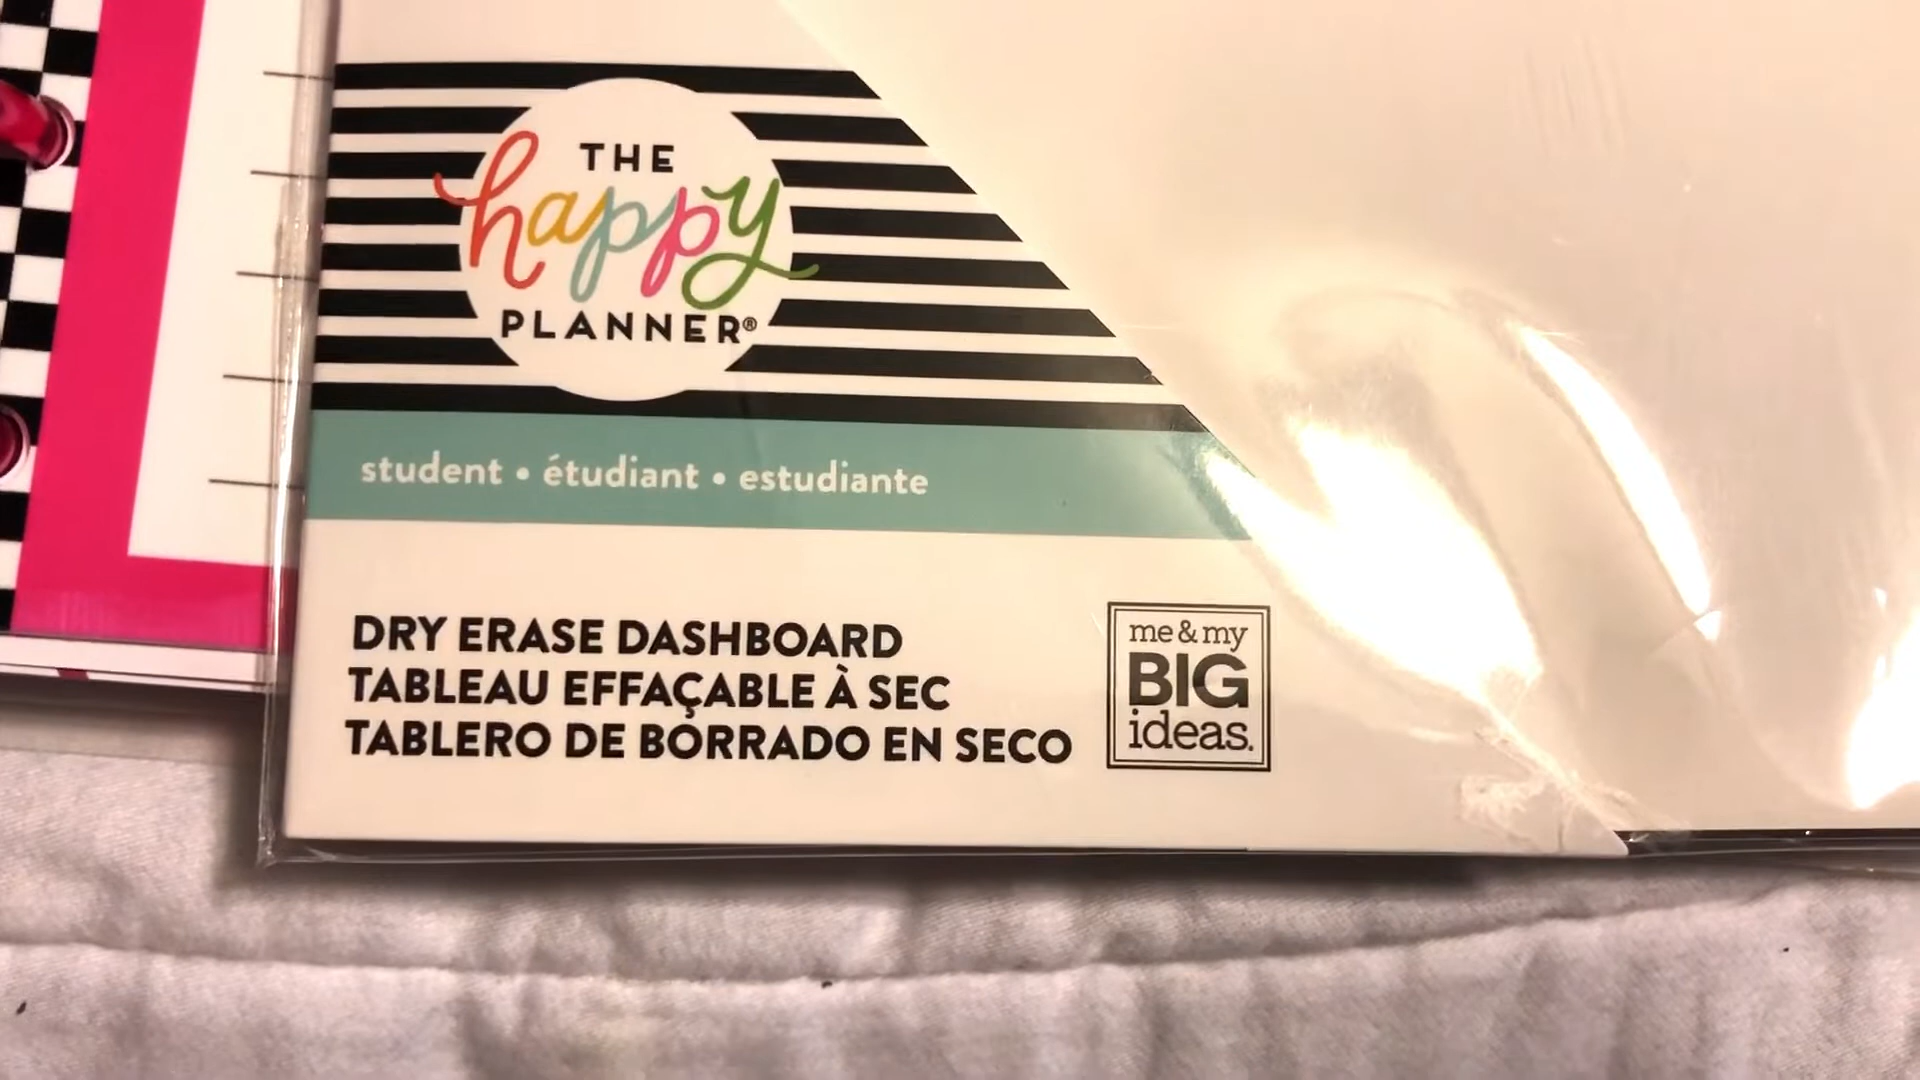 THE
happy
PLANNER®
student • étudiant • estudiante
DRY ERASE DASHBOARD
TABLEAU EFFAÇABLE À SEC
TABLERO DE BORRADO EN SECO
me & my
BIG
ideas.